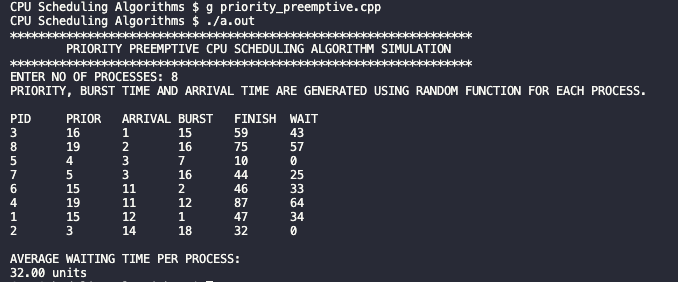 CPU Scheduling Algorithms $ g priority_preemptive.cpp
CPU Scheduling Algorithms $ ./a.out
******************************************************************
PRIORITY PREEMPTIVE CPU SCHEDULING ALGORITHM SIMULATION
******************************************************************
ENTER NO OF PROCESSES: 8
PRIORITY, BURST TIME AND ARRIVAL TIME ARE GENERATED USING RANDOM FUNCTION FOR EACH PROCESS.
PID PRIOR ARRIVAL BURST FINISH WAIT
3 16 1 15 59 43
8 19 2 16 75 57
5 4 3 7 10 0
7 5 3 16 44 25
6 15 11 2 46 33
4 19 11 12 87 64
1 15 12 1 47 34
2 3 14 18 32 0
AVERAGE WAITING TIME PER PROCESS:
32.00 units